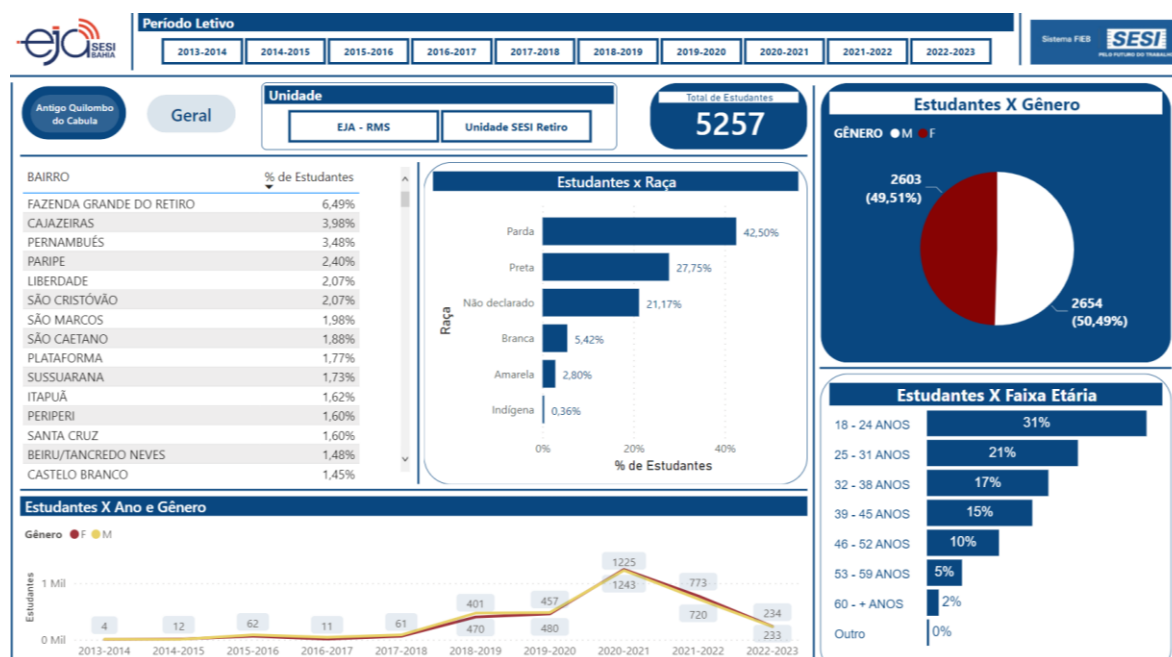 eja SESI BAHIA
Período Letivo
2013-2014 2014-2015 2015-2016 2016-2017 2017-2018 2018-2019 2019-2020 2020-2021 2021-2022 2022-2023
Sistema FIEB SESI
PELO FUTURO DO TRABALHO
Antigo Quilombo do Cabula
Geral
Unidade
EJA - RMS Unidade SESI Retiro
Total de Estudantes
5257
BAIRRO % de Estudantes
FAZENDA GRANDE DO RETIRO 6,49%
CAJAZEIRAS 3,98%
PERNAMBUÉS 3,48%
PARIPE 2,40%
LIBERDADE 2,07%
SÃO CRISTÓVÃO 2,07%
SÃO MARCOS 1,98%
SÃO CAETANO 1,88%
PLATAFORMA 1,77%
SUSSUARANA 1,73%
ITAPUÃ 1,62%
PERIPERI 1,60%
SANTA CRUZ 1,60%
BEIRU/TANCREDO NEVES 1,48%
CASTELO BRANCO 1,45%
Estudantes x Raça
Raça
Parda 42,50%
Preta 27,75%
Não declarado 21,17%
Branca 5,42%
Amarela 2,80%
Indígena 0,36%
0% 20% 40%
% de Estudantes
Estudantes X Gênero
GÊNERO M F
2603
(49,51%)
2654
(50,49%)
Estudantes X Faixa Etária
18 - 24 ANOS 31%
25 - 31 ANOS 21%
32 - 38 ANOS 17%
39 - 45 ANOS 15%
46 - 52 ANOS 10%
53 - 59 ANOS 5%
60 - + ANOS 2%
Outro 0%
Estudantes X Ano e Gênero
Gênero F M
Estudantes
1 Mil
0 Mil
4 12 62 11 61 401 457 1225 773 234
470 480 1243 720 233
2013-2014 2014-2015 2015-2016 2016-2017 2017-2018 2018-2019 2019-2020 2020-2021 2021-2022 2022-2023